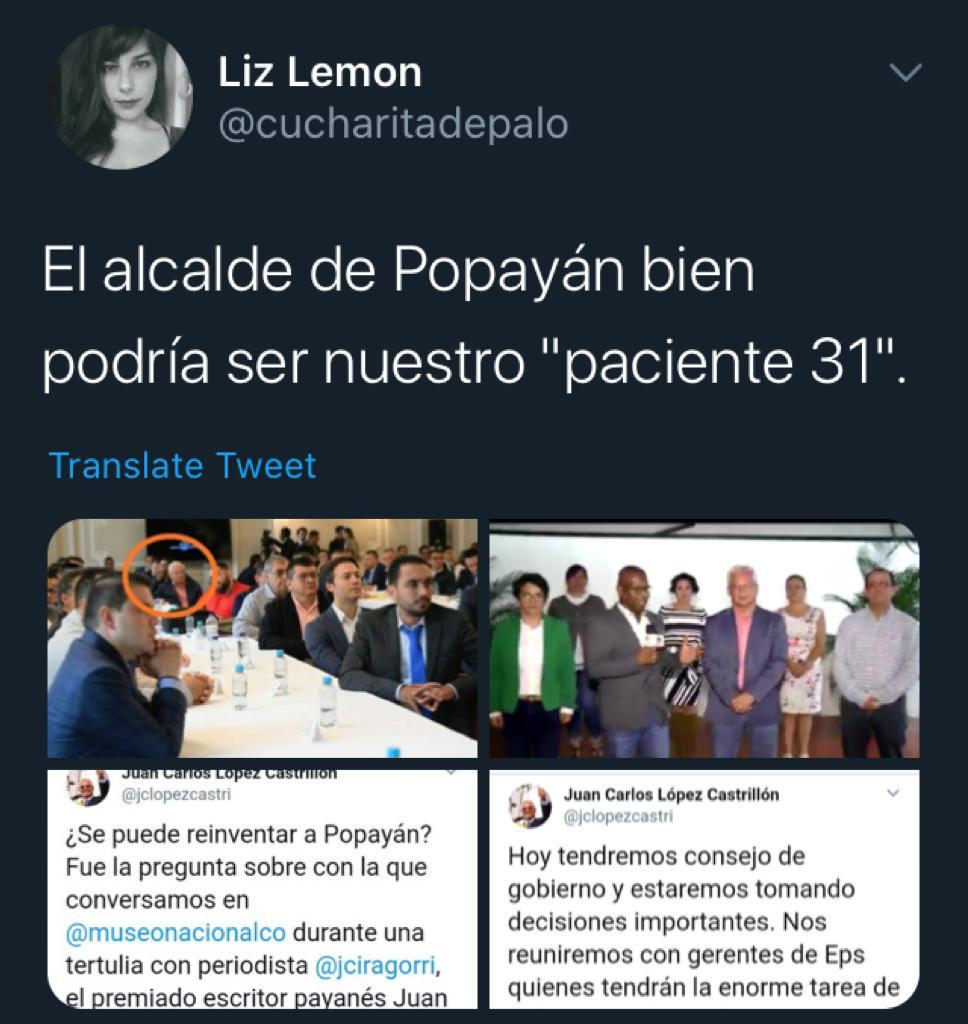 Liz Lemon
@cucharitadepalo
El alcalde de Popayán bien
podría ser nuestro "paciente 31".
Translate Tweet
Juan Carlos López Castrillón
@jclopezcastri
¿Se puede reinventar a Popayán?
Fue la pregunta sobre con la que
conversamos en
@museonacionalco durante una
tertulia con periodista @jciragorri,
el premiado escritor payanés Juan
Juan Carlos López Castrillón
@jclopezcastri
Hoy tendremos consejo de
gobierno y estaremos tomando
decisiones importantes. Nos
reuniremos con gerentes de Eps
quienes tendrán la enorme tarea de